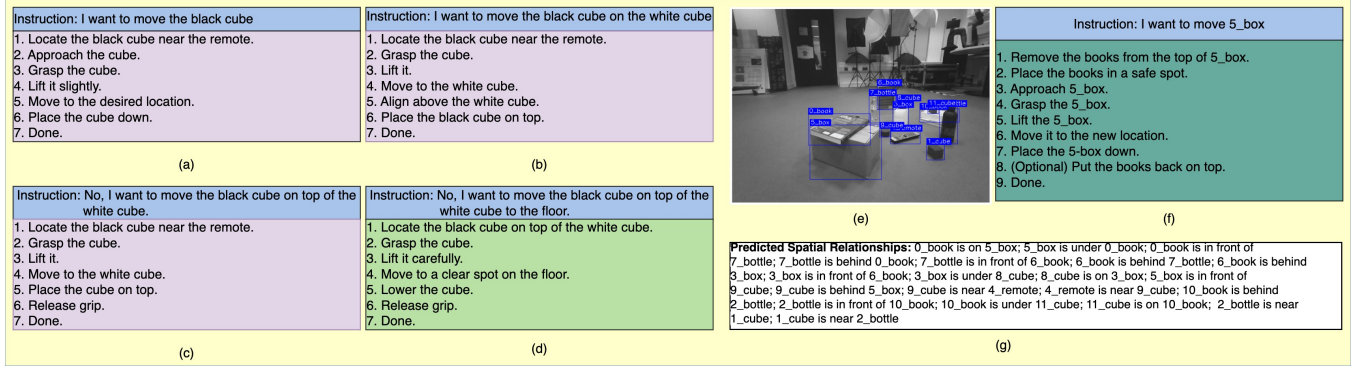 Instruction: I want to move the black cube
1. Locate the black cube near the remote.
2. Approach the cube.
3. Grasp the cube.
4. Lift it slightly.
5. Move to the desired location.
6. Place the cube down.
7. Done.
(a)
Instruction: I want to move the black cube on the white cube
1. Locate the black cube near the remote.
2. Grasp the cube.
3. Lift it.
4. Move to the white cube.
5. Align above the white cube.
6. Place the black cube on top.
7. Done.
(b)
Instruction: No, I want to move the black cube on top of the
white cube.
1. Locate the black cube near the remote.
2. Grasp the cube.
3. Lift it.
4. Move to the white cube.
5. Place the cube on top.
6. Release grip.
7. Done.
(c)
Instruction: No, I want to move the black cube on top of the
white cube to the floor.
1. Locate the black cube on top of the white cube.
2. Grasp the cube.
3. Lift it carefully.
4. Move to a clear spot on the floor.
5. Lower the cube.
6. Release grip.
7. Done.
(d)
6_book
7_bottle
8_cube
11_cube
0_book
5_box
9_cube
1_cube
(e)
Instruction: I want to move 5_box
1. Remove the books from the top of 5_box.
2. Place the books in a safe spot.
3. Approach 5_box.
4. Grasp the 5_box.
5. Lift the 5_box.
6. Move it to the new location.
7. Place the 5-box down.
8. (Optional) Put the books back on top.
9. Done.
(f)
Predicted Spatial Relationships: 0_book is on 5_box; 5_box is under 0_book; 0_book is in front of
7_bottle; 7_bottle is behind 0_book; 7_bottle is in front of 6_book; 6_book is behind 7_bottle; 6_book is behind
3_box; 3_box is in front of 6_book; 3_box is under 8_cube; 8_cube is on 3_box; 5_box is in front of
9_cube; 9_cube is behind 5_box; 9_cube is near 4_remote; 4_remote is near 9_cube; 10_book is behind
2_bottle; 2_bottle is in front of 10_book; 10_book is under 11_cube; 11_cube is on 10_book; 2_bottle is near
1_cube; 1_cube is near 2_bottle
(g)